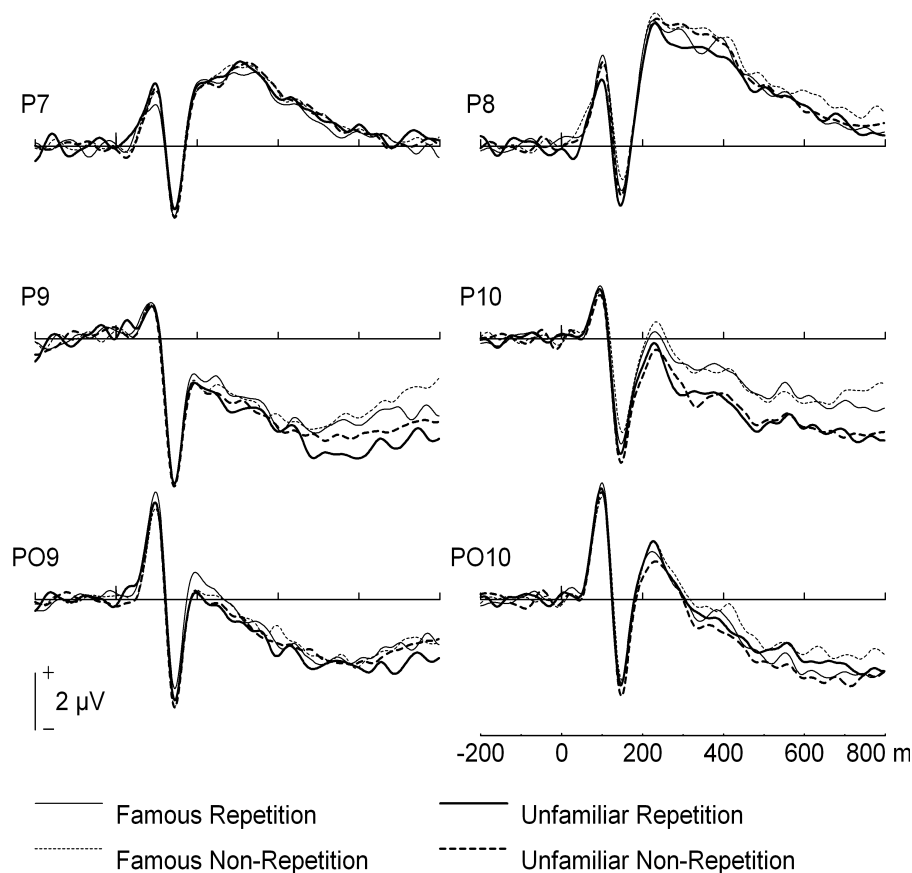 P7 P8
P9 P10
PO9 PO10
+
2 µV
–
-200 0 200 400 600 800 m
Famous Repetition Unfamiliar Repetition
Famous Non-Repetition Unfamiliar Non-Repetition